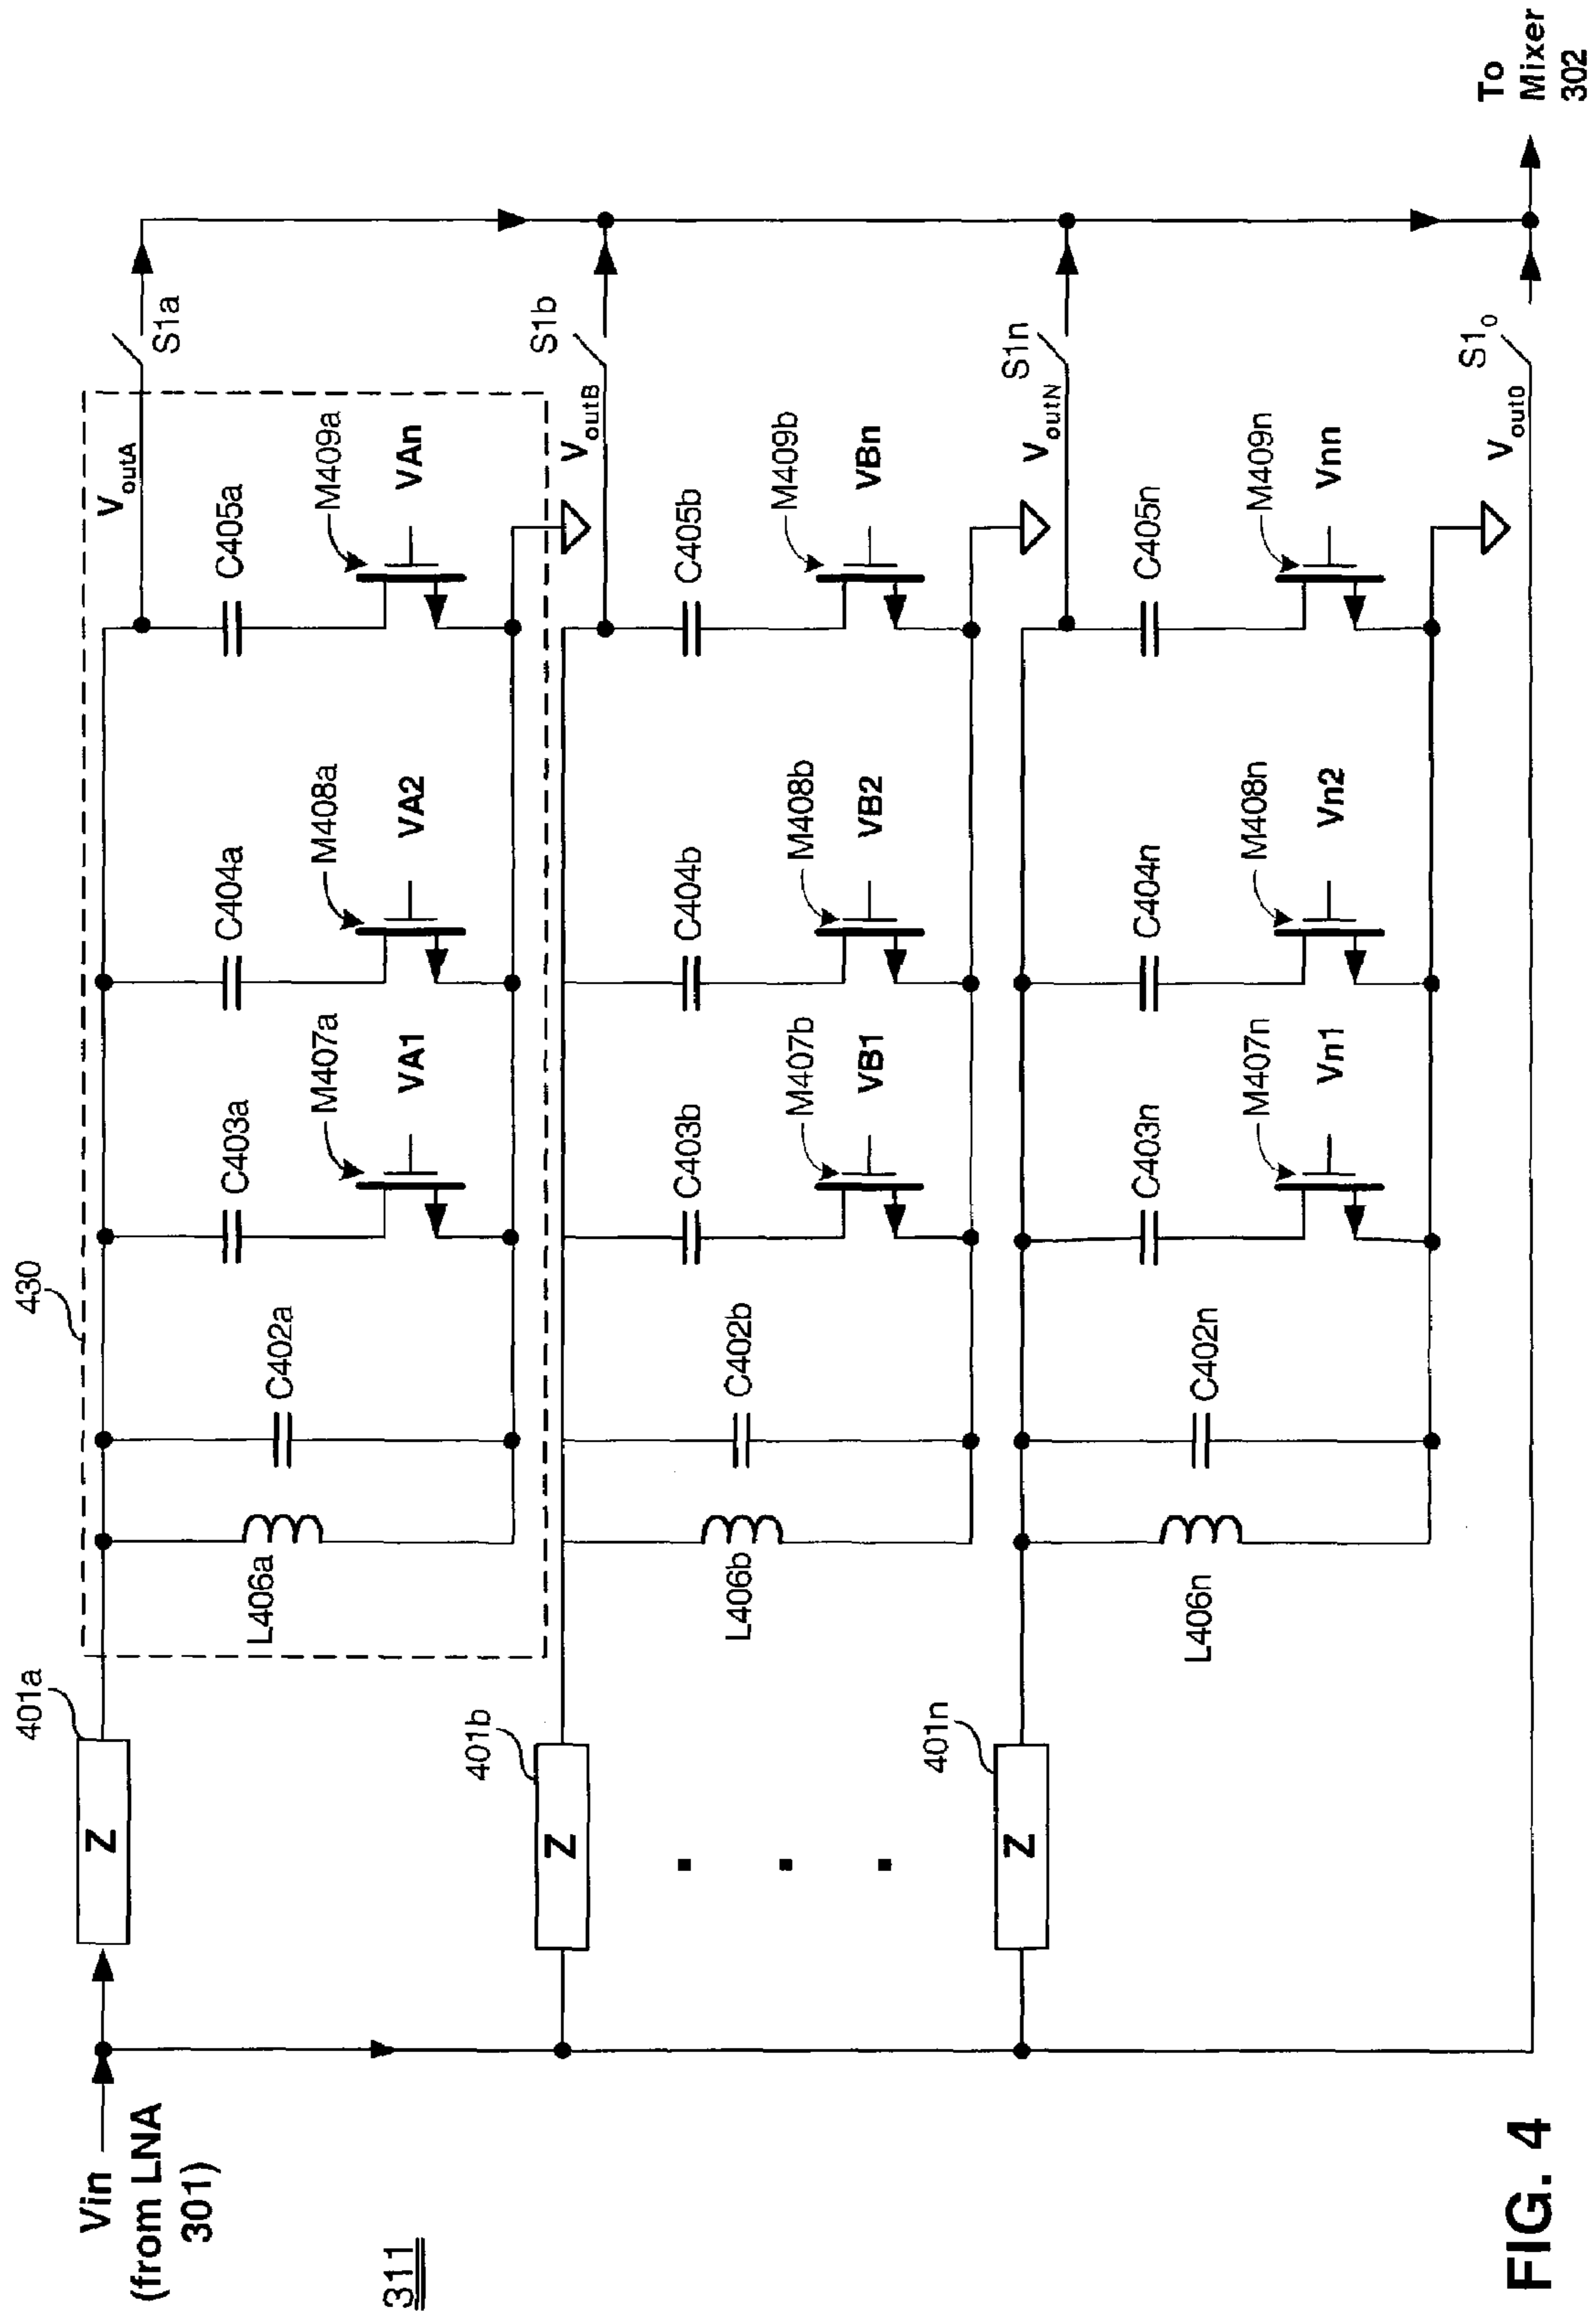 430
401a
Z
Vin
(from LNA
301)
311
L406a
C402a
C403a
M407a
VA1
C404a
M408a
VA2
C405a
M409a
VAn
VoutA
S1a
401b
Z
L406b
C402b
C403b
M407b
VB1
C404b
M408b
VB2
C405b
M409b
VBn
VoutB
S1b
401n
Z
L406n
C402n
C403n
M407n
Vn1
C404n
M408n
Vn2
C405n
M409n
Vnn
VoutN
S1n
Vout0
S10
To
Mixer
302
FIG. 4